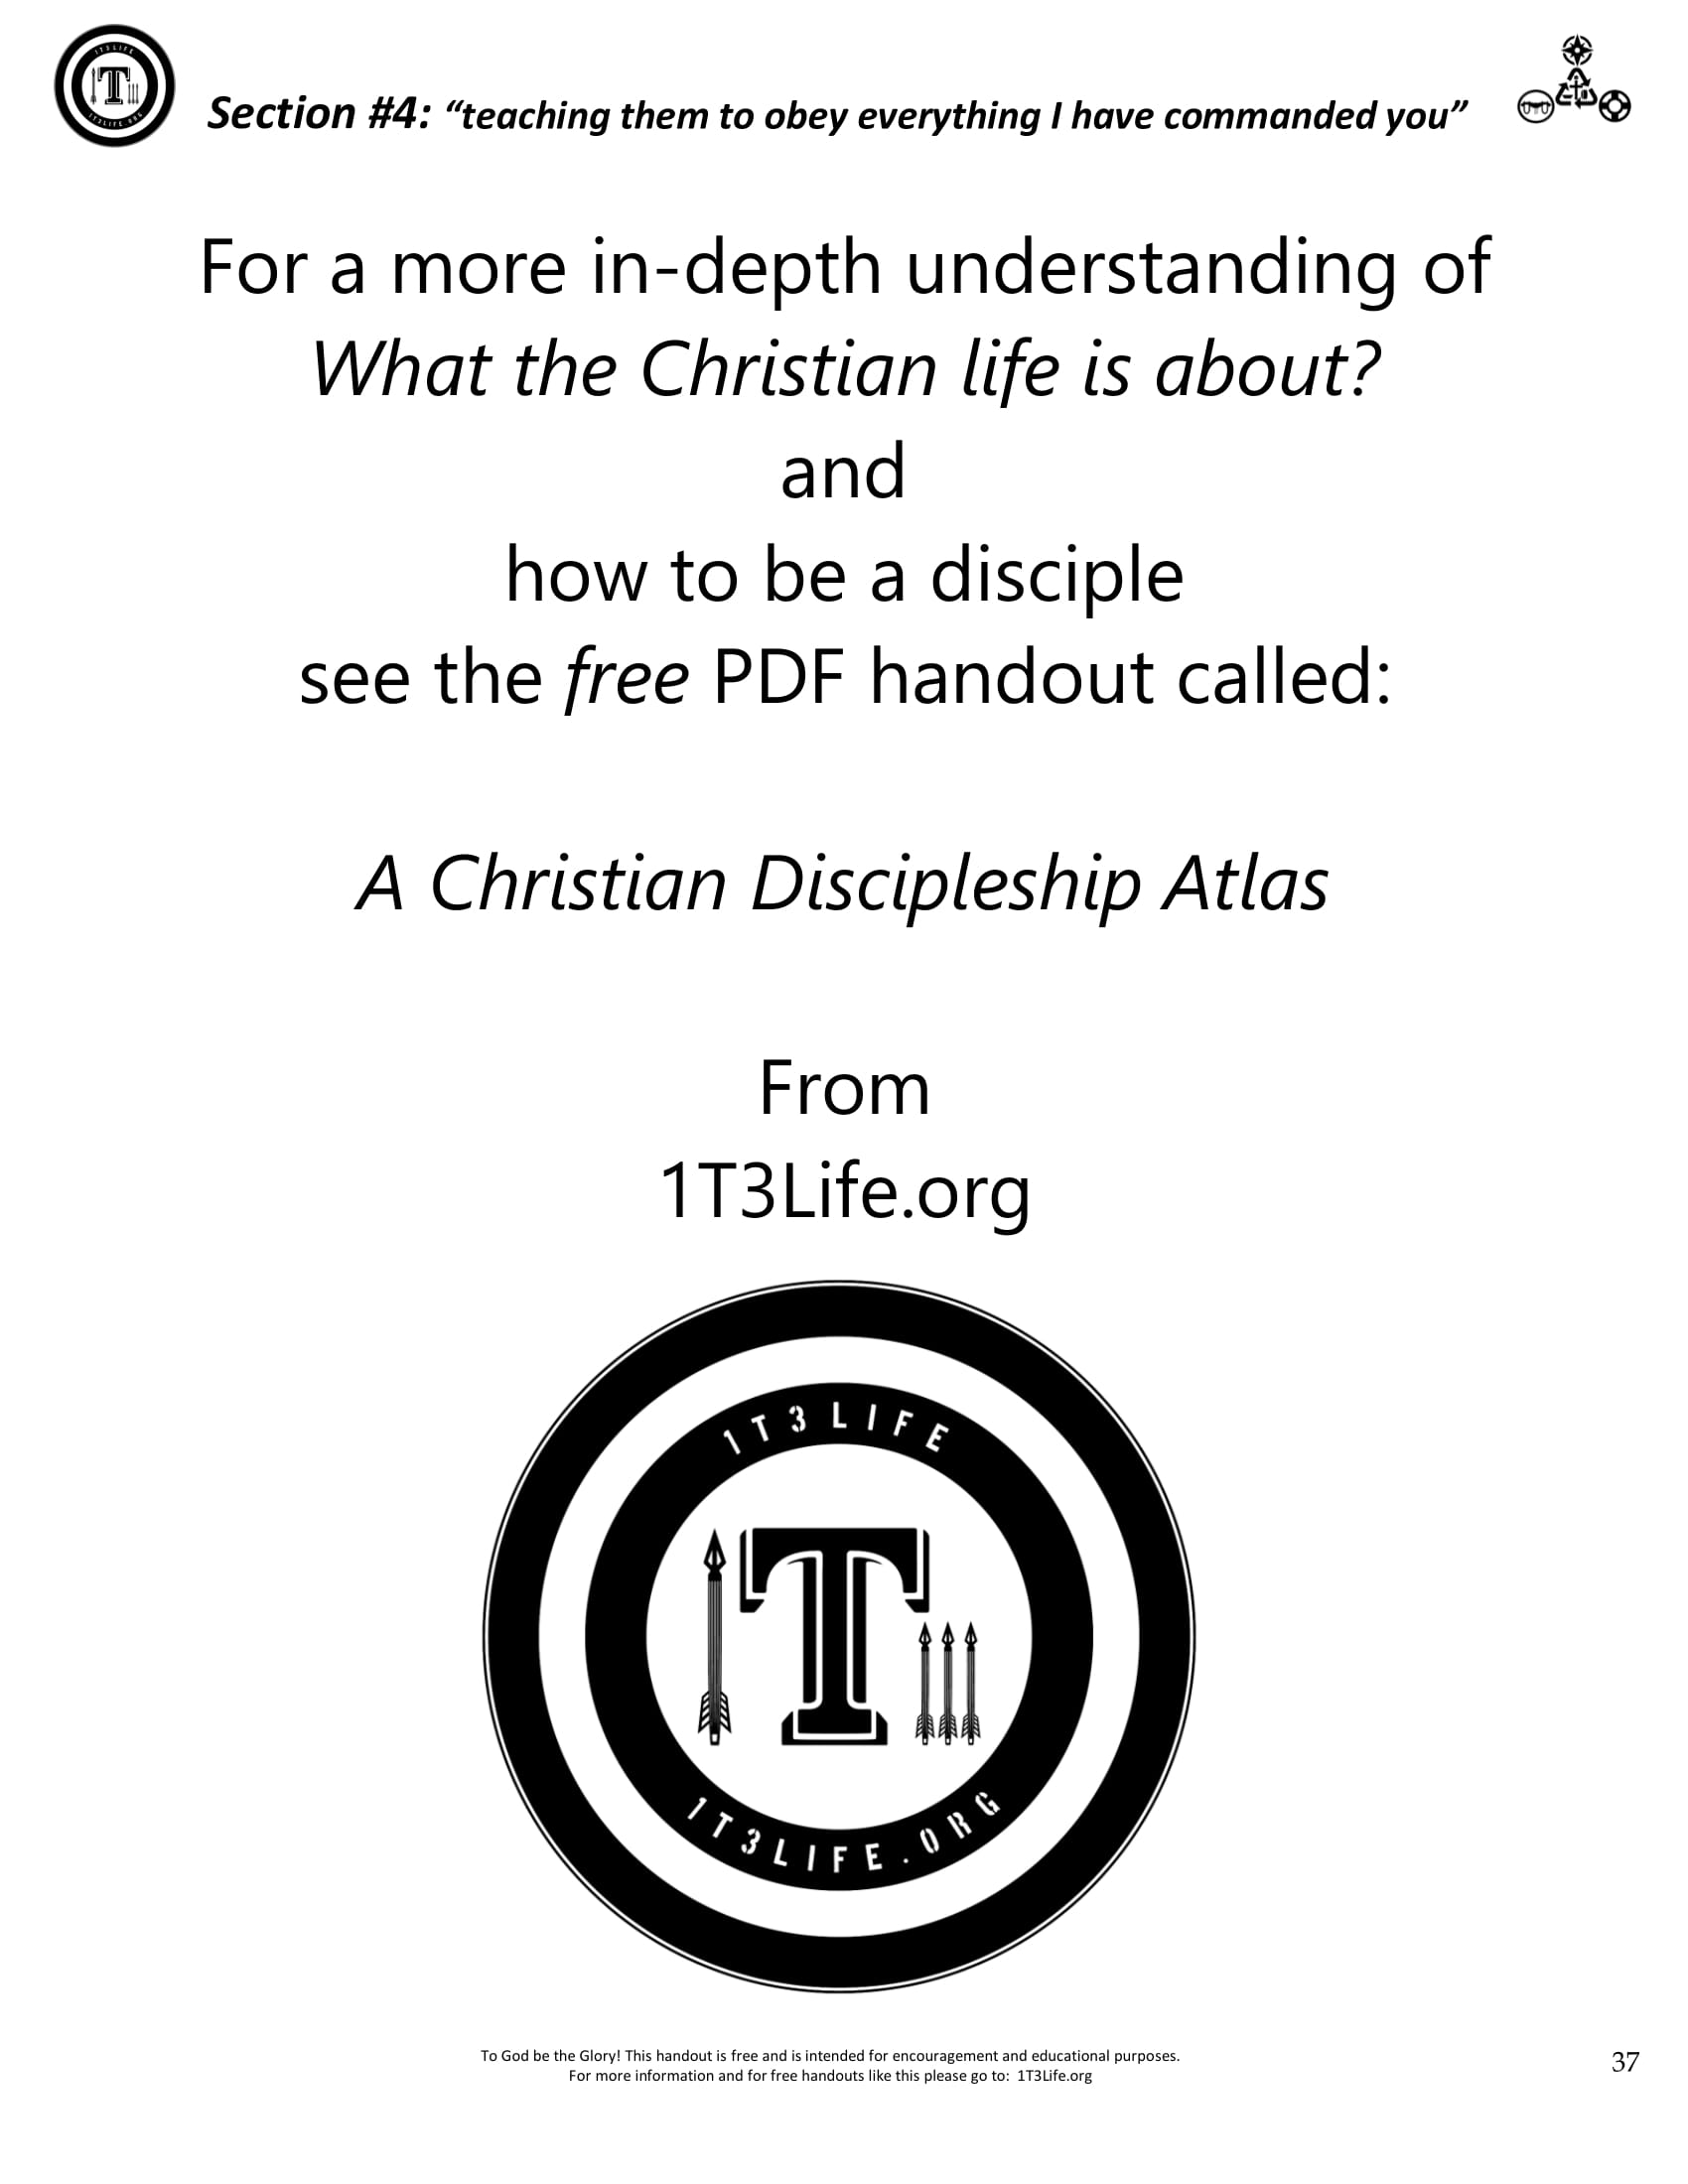 1T3LIFE
T
1T3LIFE.ORG
Section #4: “teaching them to obey everything I have commanded you”
For a more in-depth understanding of
What the Christian life is about?
and
how to be a disciple
see the free PDF handout called:
A Christian Discipleship Atlas
From
1T3Life.org
1T3LIFE
T
1T3LIFE.ORG
To God be the Glory! This handout is free and is intended for encouragement and educational purposes.
For more information and for free handouts like this please go to: 1T3Life.org
37